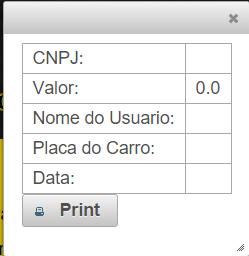 CNPJ:
Valor: 0.0
Nome do Usuario:
Placa do Carro:
Data:
Print